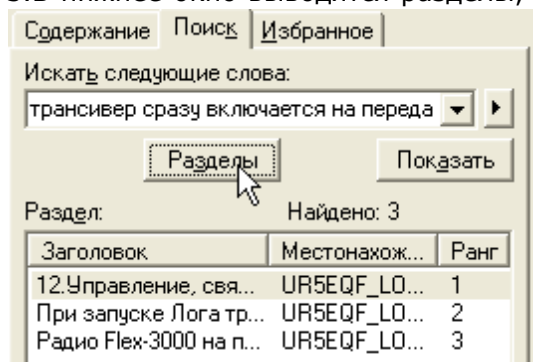 Содержание Поиск Избранное
Искать следующие слова:
трансивер сразу включается на переда
Разделы Показать
Раздел: Найдено: 3
Заголовок Местонахож... Ранг
12.Управление, свя... UR5EQF_LO... 1
При запуске Лога тр... UR5EQF_LO... 2
Радио Flex-3000 на п... UR5EQF_LO... 3